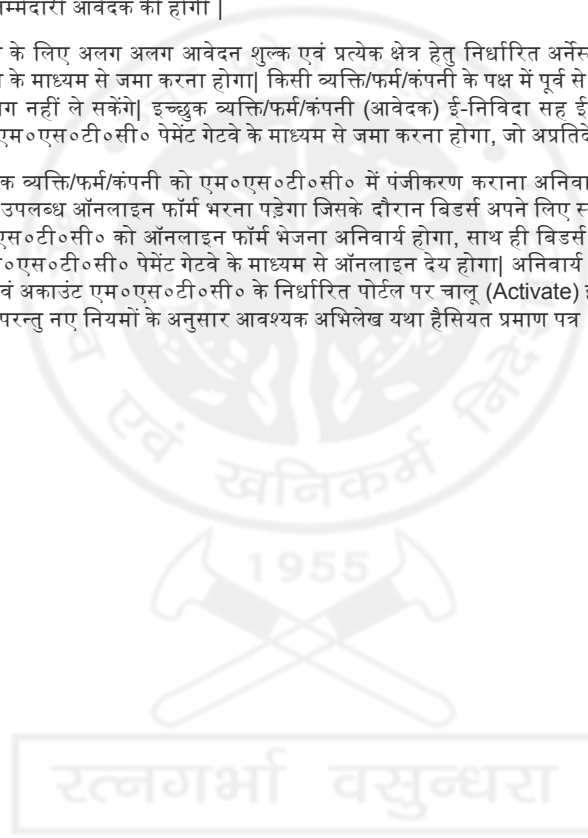 म्मेदारी आवेदक की होगी |
के लिए अलग अलग आवेदन शुल्क एवं प्रत्येक क्षेत्र हेतु निर्धारित अर्नेस्
के माध्यम से जमा करना होगा| किसी व्यक्ति/फर्म/कंपनी के पक्ष में पूर्व से
ग नहीं ले सकेंगे| इच्छुक व्यक्ति/फर्म/कंपनी (आवेदक) ई-निविदा सह ई
एम०एस०टी०सी० पेमेंट गेटवे के माध्यम से जमा करना होगा, जो अप्रतिदे
क व्यक्ति/फर्म/कंपनी को एम०एस०टी०सी० में पंजीकरण कराना अनिवा
उपलब्ध ऑनलाइन फॉर्म भरना पड़ेगा जिसके दौरान बिडर्स अपने लिए स
एस०टी०सी० को ऑनलाइन फॉर्म भेजना अनिवार्य होगा, साथ ही बिडर्स
०एस०टी०सी० पेमेंट गेटवे के माध्यम से ऑनलाइन देय होगा| अनिवार्य
वं अकाउंट एम०एस०टी०सी० के निर्धारित पोर्टल पर चालू (Activate) ह
परन्तु नए नियमों के अनुसार आवश्यक अभिलेख यथा हैसियत प्रमाण पत्र
एवं खनिकर्म
1955
रत्नगर्भा वसुन्धरा